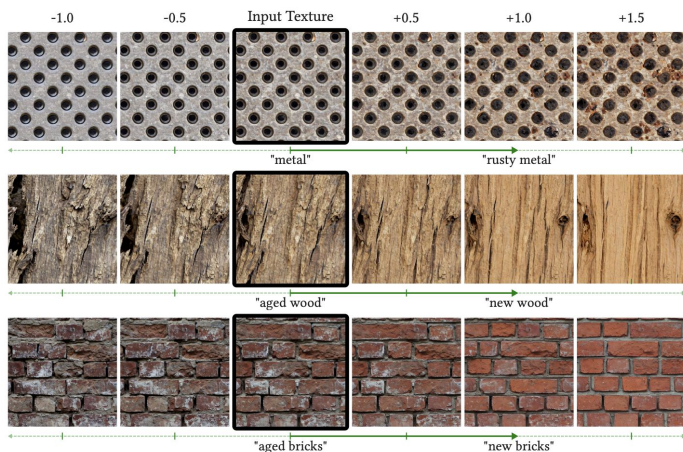 -1.0 -0.5 Input Texture +0.5 +1.0 +1.5
"metal" "rusty metal"
"aged wood" "new wood"
"aged bricks" "new bricks"